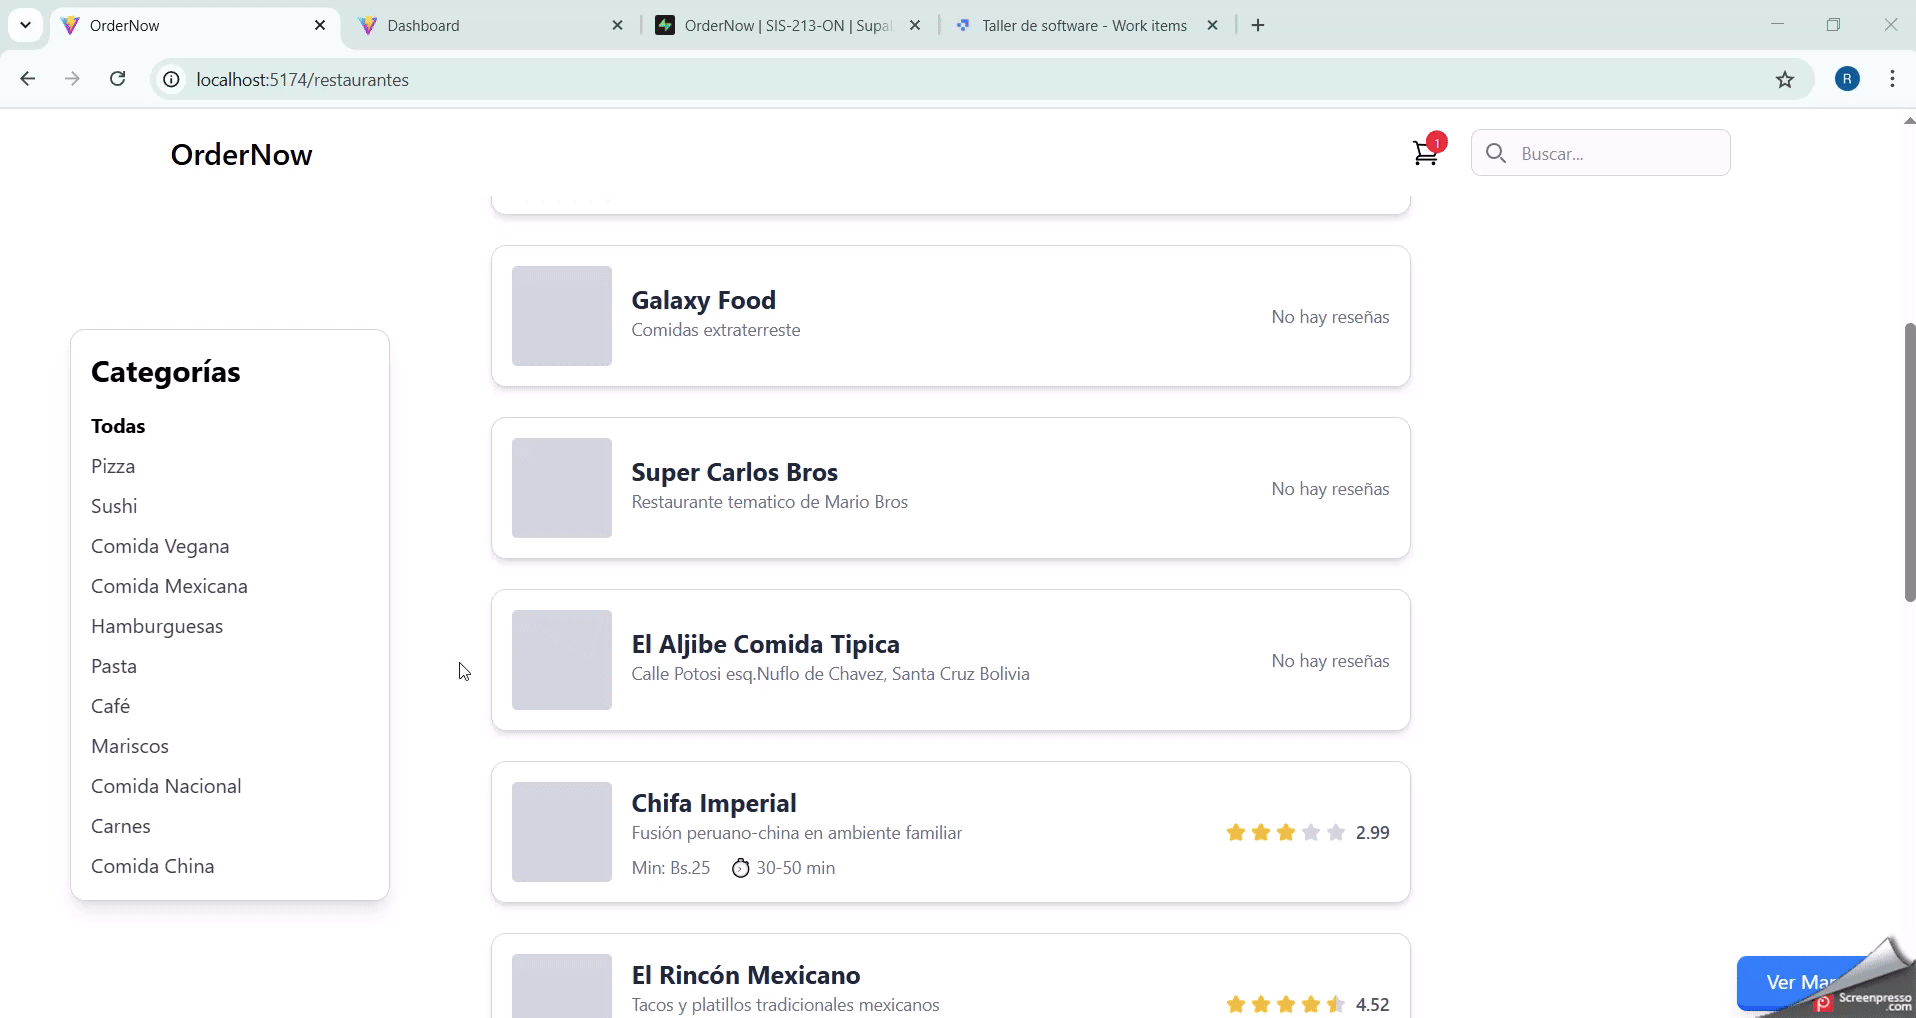 OrderNow
Dashboard
OrderNow | SIS-213-ON | Supa
Taller de software - Work items
localhost:5174/restaurantes
R
OrderNow
1
Buscar...
Categorías
Todas
Pizza
Sushi
Comida Vegana
Comida Mexicana
Hamburguesas
Pasta
Café
Mariscos
Comida Nacional
Carnes
Comida China
Galaxy Food
Comidas extraterreste
No hay reseñas
Super Carlos Bros
Restaurante tematico de Mario Bros
No hay reseñas
El Aljibe Comida Tipica
Calle Potosi esq.Nuflo de Chavez, Santa Cruz Bolivia
No hay reseñas
Chifa Imperial
Fusión peruano-china en ambiente familiar
2.99
Min: Bs.25 30-50 min
El Rincón Mexicano
Tacos y platillos tradicionales mexicanos
4.52
Ver Ma
Screenpresso
.com